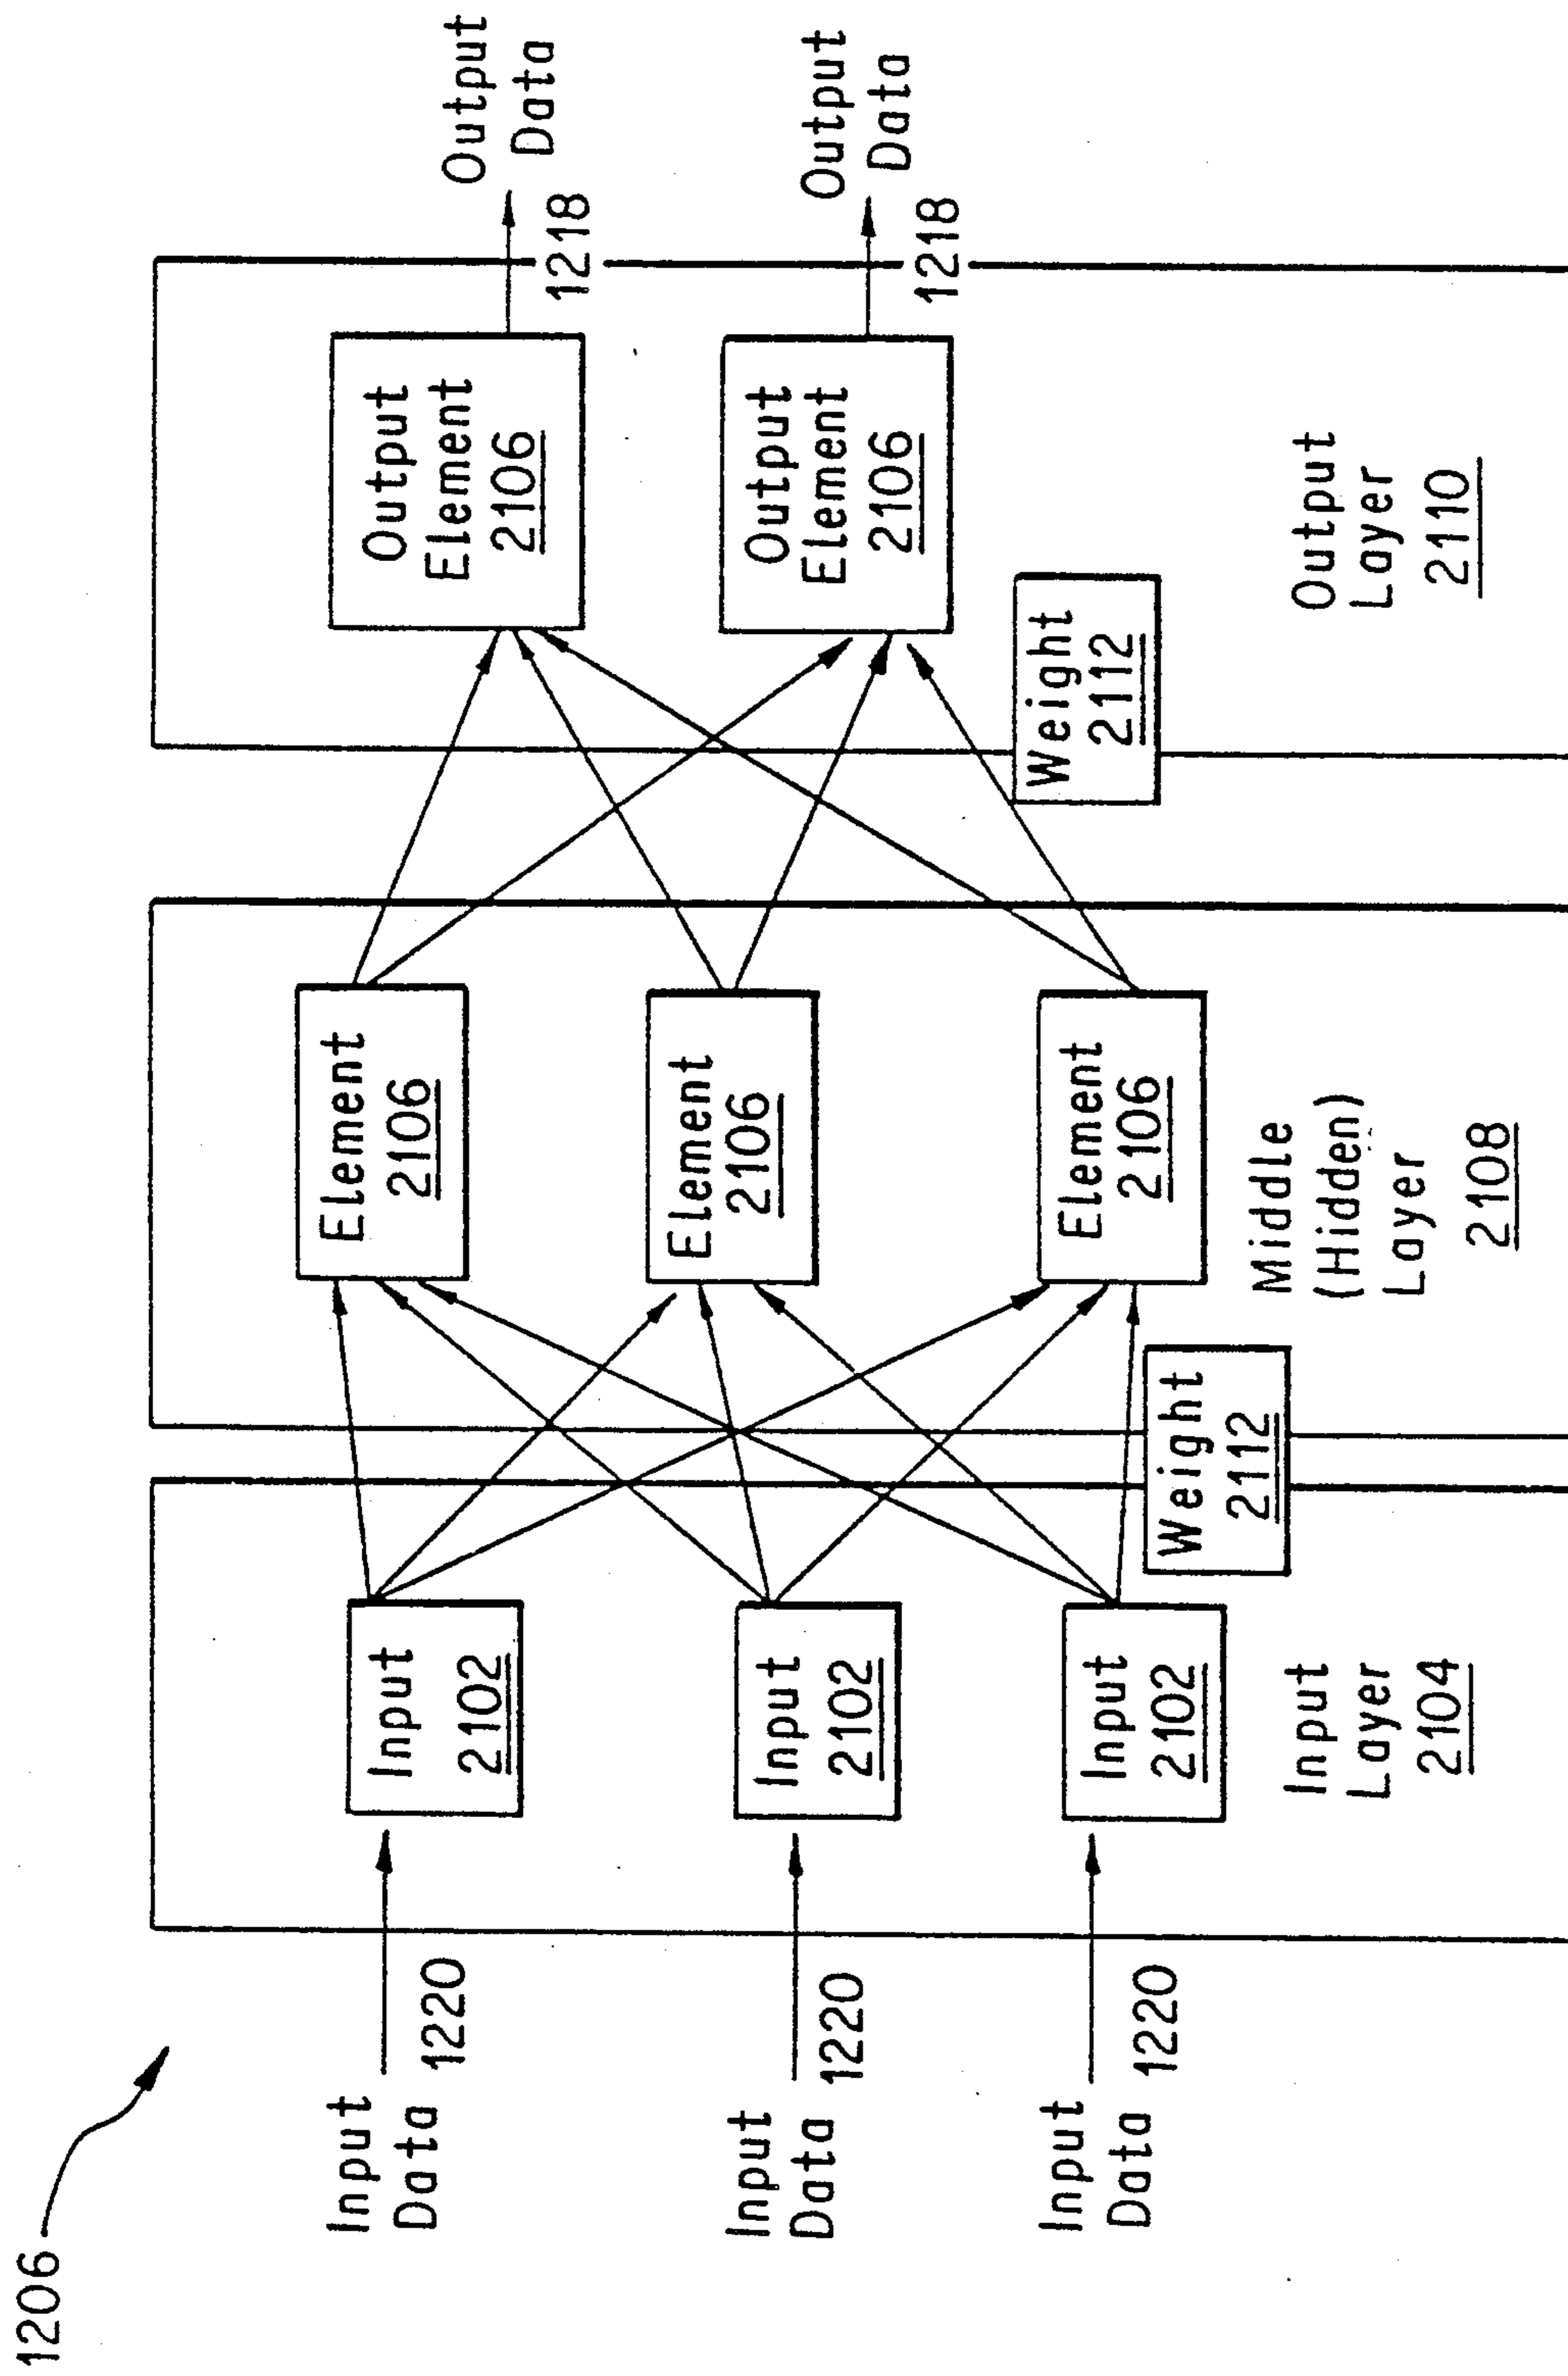 1206
Input
Data
1220
Input
Data
1220
Input
Data
1220
Input
2102
Input
2102
Input
2102
Input
Layer
2104
Weight
2112
Element
2106
Element
2106
Element
2106
Middle
(Hidden)
Layer
2108
Weight
2112
Output
Element
2106
Output
Element
2106
Output
Layer
2110
1218
Output
Data
1218
Output
Data